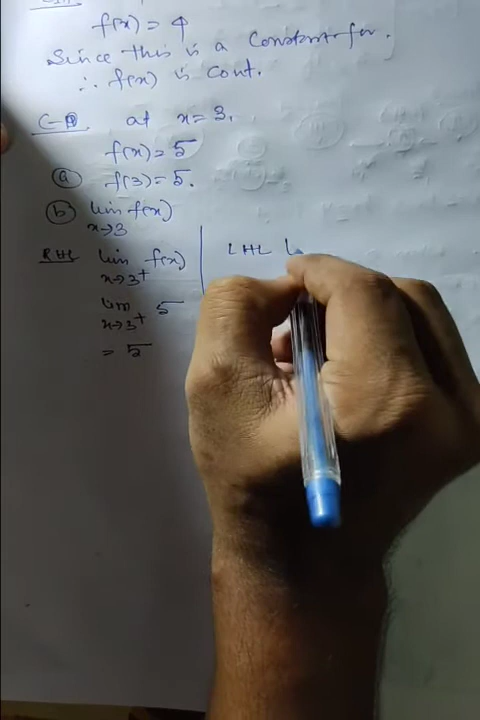 f(x) = 4
Since this is a Constant fn.
∴ f(x) is Cont.
at x = 3.
f(x) = 5
(a) f(3) = 5.
(b) lim f(x)
x→3
RHL lim f(x)
x→3+
lim 5
x→3+
= 5
LHL